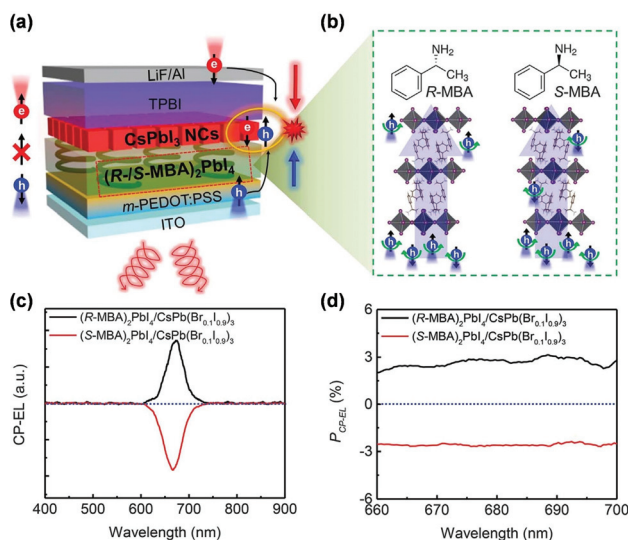 (a)
e
LiF/Al
TPBI
CsPbI₃ NCs
(R-/S-MBA)₂PbI₄
m-PEDOT:PSS
ITO
e
h
e
h
h
(b)
NH₂
CH₃
R-MBA
NH₂
CH₃
S-MBA
h
h
h
h
h
h
h
h
h
h
h
h
(c)
(R-MBA)₂PbI₄/CsPb(Br₀.₁I₀.₉)₃
(S-MBA)₂PbI₄/CsPb(Br₀.₁I₀.₉)₃
CP-EL (a.u.)
400 500 600 700 800 900
Wavelength (nm)
(d)
(R-MBA)₂PbI₄/CsPb(Br₀.₁I₀.₉)₃
(S-MBA)₂PbI₄/CsPb(Br₀.₁I₀.₉)₃
P_CP-EL (%)
6
3
0
-3
-6
660 670 680 690 700
Wavelength (nm)